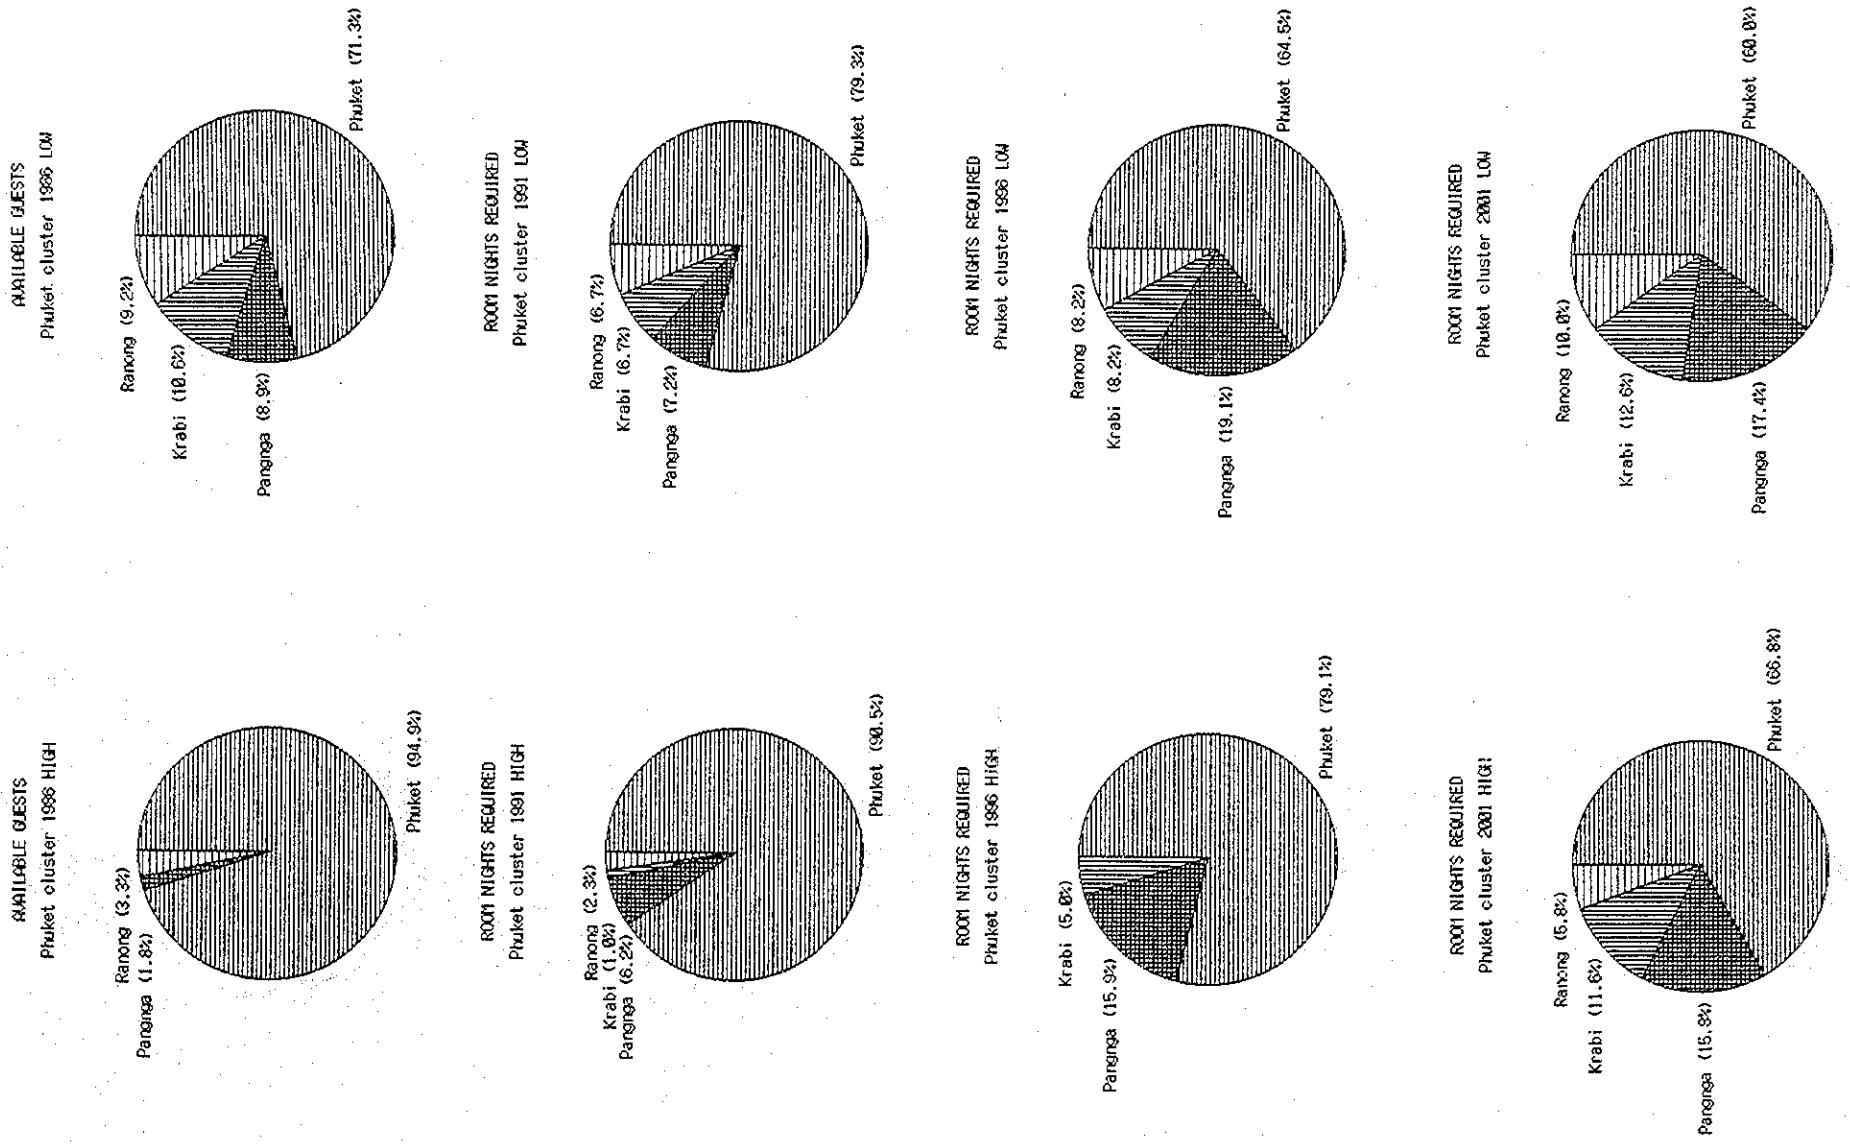 AVAILABLE GUESTS
Phuket cluster 1986 HIGH
Ranong (3.3%)
Pangnga (1.8%)
Phuket (94.9%)
AVAILABLE GUESTS
Phuket cluster 1986 LOW
Ranong (9.2%)
Krabi (10.6%)
Pangnga (8.9%)
Phuket (71.3%)
ROOM NIGHTS REQUIRED
Phuket cluster 1991 HIGH
Ranong (2.3%)
Krabi (1.0%)
Pangnga (6.2%)
Phuket (90.5%)
ROOM NIGHTS REQUIRED
Phuket cluster 1991 LOW
Ranong (6.7%)
Krabi (6.7%)
Pangnga (7.2%)
Phuket (79.3%)
ROOM NIGHTS REQUIRED
Phuket cluster 1996 HIGH
Krabi (5.0%)
Pangnga (15.9%)
Phuket (79.1%)
ROOM NIGHTS REQUIRED
Phuket cluster 1996 LOW
Ranong (8.2%)
Krabi (8.2%)
Pangnga (19.1%)
Phuket (64.5%)
ROOM NIGHTS REQUIRED
Phuket cluster 2001 HIGH
Ranong (5.8%)
Krabi (11.6%)
Pangnga (15.8%)
Phuket (66.8%)
ROOM NIGHTS REQUIRED
Phuket cluster 2001 LOW
Ranong (10.0%)
Krabi (12.6%)
Pangnga (17.4%)
Phuket (60.0%)